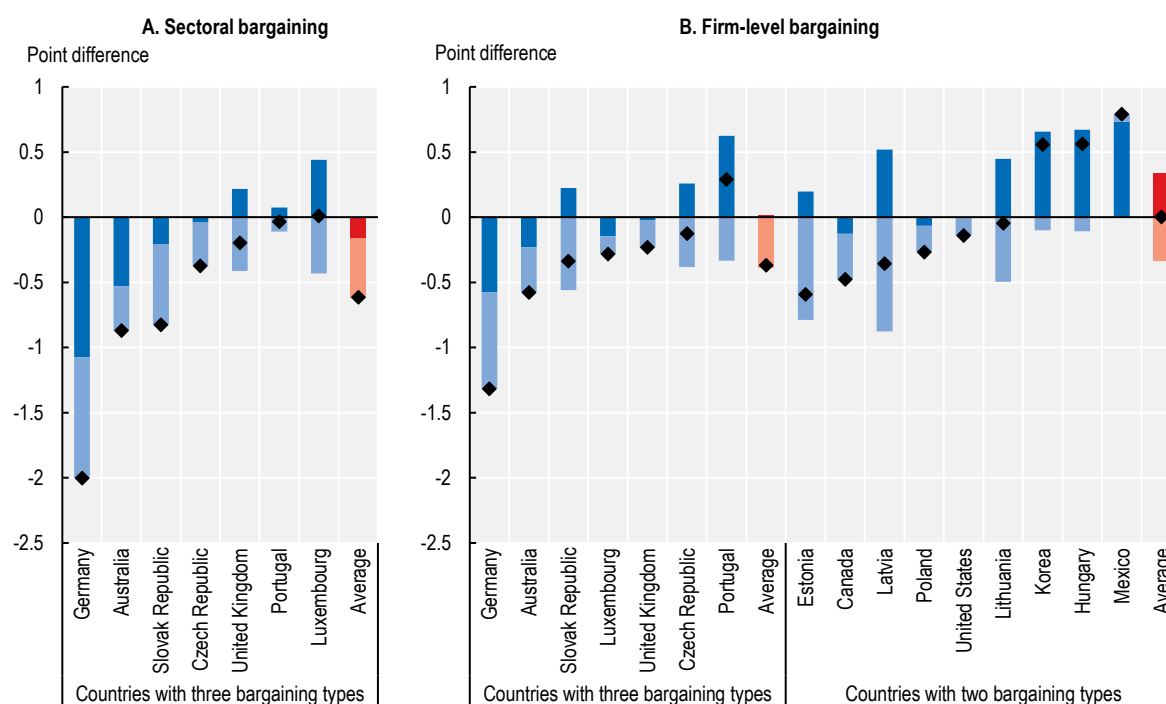 A. Sectoral bargaining
Point difference
1
0.5
0
-0.5
-1
-1.5
-2
-2.5
Germany
Australia
Slovak Republic
Czech Republic
United Kingdom
Portugal
Luxembourg
Average
Countries with three bargaining types
B. Firm-level bargaining
Point difference
1
0.5
0
-0.5
-1
-1.5
-2
-2.5
Germany
Australia
Slovak Republic
Luxembourg
United Kingdom
Czech Republic
Portugal
Average
Estonia
Canada
Latvia
Poland
United States
Lithuania
Korea
Hungary
Mexico
Average
Countries with three bargaining types
Countries with two bargaining types